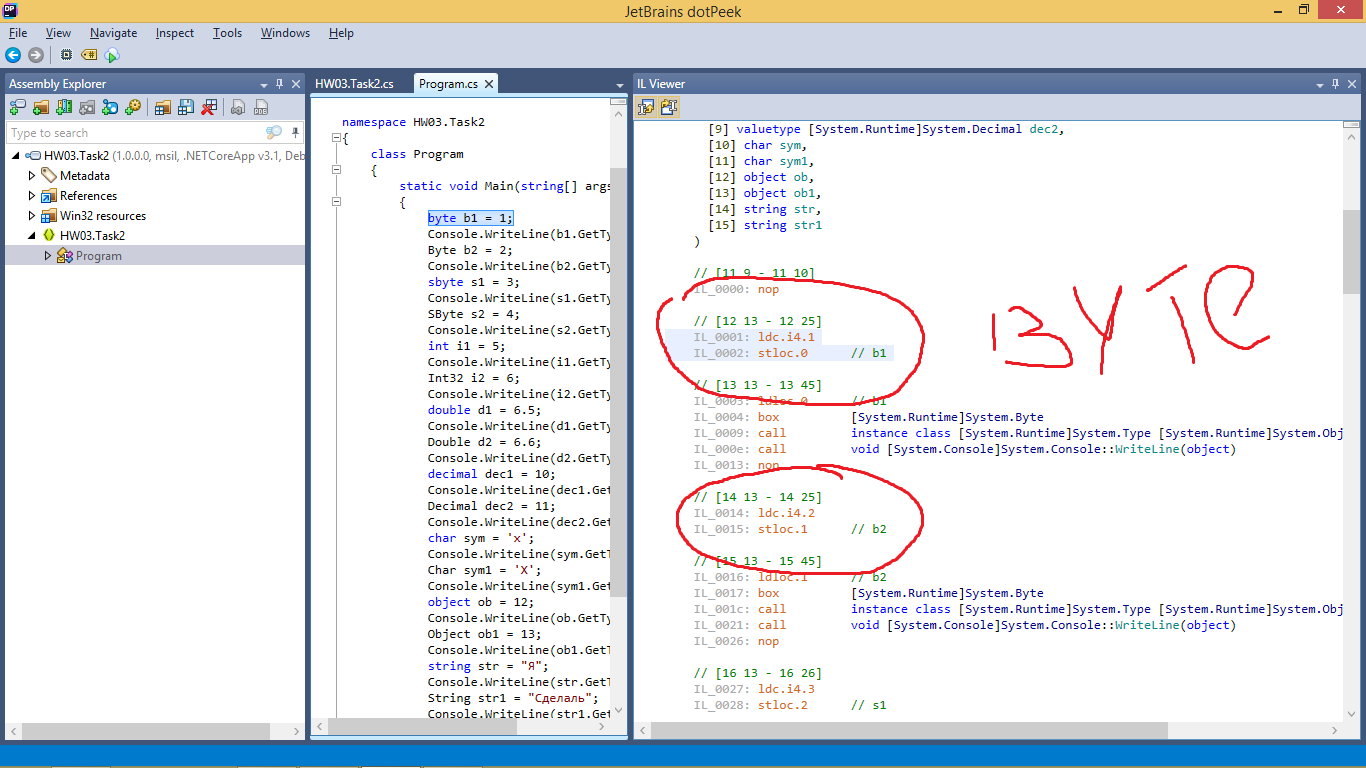 JetBrains dotPeek
File View Navigate Inspect Tools Windows Help
Assembly Explorer
Type to search
HW03.Task2 (1.0.0.0, msil, .NETCoreApp v3.1, Deb
Metadata
References
Win32 resources
HW03.Task2
Program
HW03.Task2.cs Program.cs
namespace HW03.Task2
{
class Program
{
static void Main(string[] args
{
byte b1 = 1;
Console.WriteLine(b1.GetTy
Byte b2 = 2;
Console.WriteLine(b2.GetTy
sbyte s1 = 3;
Console.WriteLine(s1.GetTy
SByte s2 = 4;
Console.WriteLine(s2.GetTy
int i1 = 5;
Console.WriteLine(i1.GetTy
Int32 i2 = 6;
Console.WriteLine(i2.GetTy
double d1 = 6.5;
Console.WriteLine(d1.GetTy
Double d2 = 6.6;
Console.WriteLine(d2.GetTy
decimal dec1 = 10;
Console.WriteLine(dec1.Get
Decimal dec2 = 11;
Console.WriteLine(dec2.Get
char sym = 'x';
Console.WriteLine(sym.GetT
Char sym1 = 'X';
Console.WriteLine(sym1.Get
object ob = 12;
Console.WriteLine(ob.GetTy
Object ob1 = 13;
Console.WriteLine(ob1.GetT
string str = "Я";
Console.WriteLine(str.GetT
String str1 = "Сделаль";
Console.WriteLine(str1.Get
IL Viewer
[9] valuetype [System.Runtime]System.Decimal dec2,
[10] char sym,
[11] char sym1,
[12] object ob,
[13] object ob1,
[14] string str,
[15] string str1
)
// [11 9 - 11 10]
IL_0000: nop
// [12 13 - 12 25]
IL_0001: ldc.i4.1
IL_0002: stloc.0 // b1
// [13 13 - 13 45]
IL_0003: ldloc.0 // b1
IL_0004: box [System.Runtime]System.Byte
IL_0009: call instance class [System.Runtime]System.Type [System.Runtime]System.Obj
IL_000e: call void [System.Console]System.Console::WriteLine(object)
IL_0013: nop
// [14 13 - 14 25]
IL_0014: ldc.i4.2
IL_0015: stloc.1 // b2
// [15 13 - 15 45]
IL_0016: ldloc.1 // b2
IL_0017: box [System.Runtime]System.Byte
IL_001c: call instance class [System.Runtime]System.Type [System.Runtime]System.Obj
IL_0021: call void [System.Console]System.Console::WriteLine(object)
IL_0026: nop
// [16 13 - 16 26]
IL_0027: ldc.i4.3
IL_0028: stloc.2 // s1
BYTe